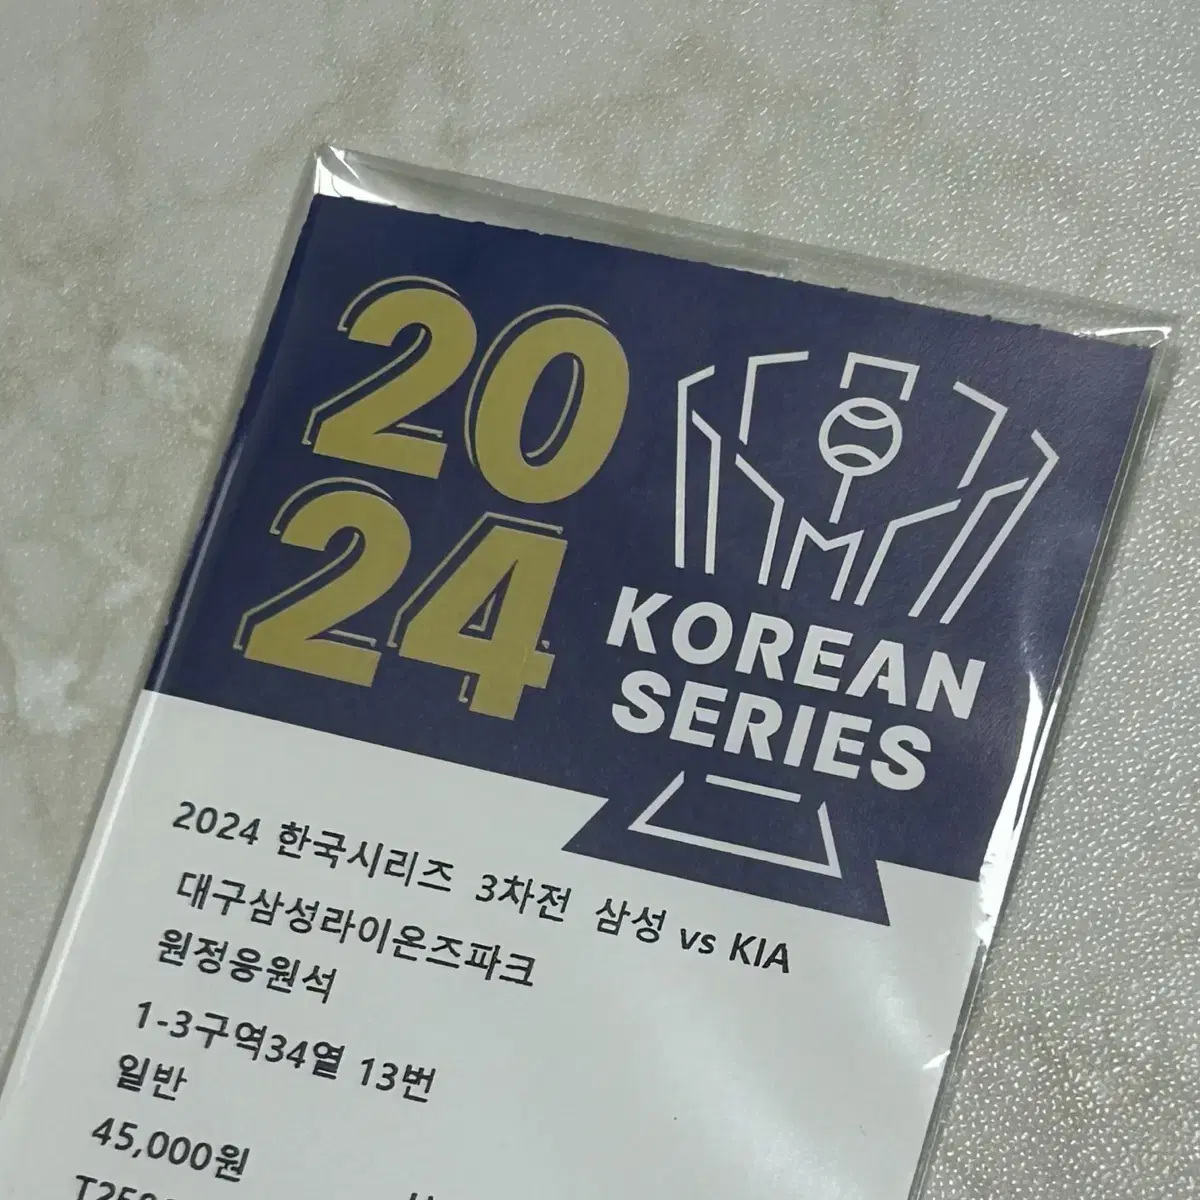 20
24
KOREAN
SERIES
2024 한국시리즈 3차전 삼성 vs KIA
대구삼성라이온즈파크
원정응원석
1-3구역34열 13번
일반
45,000원